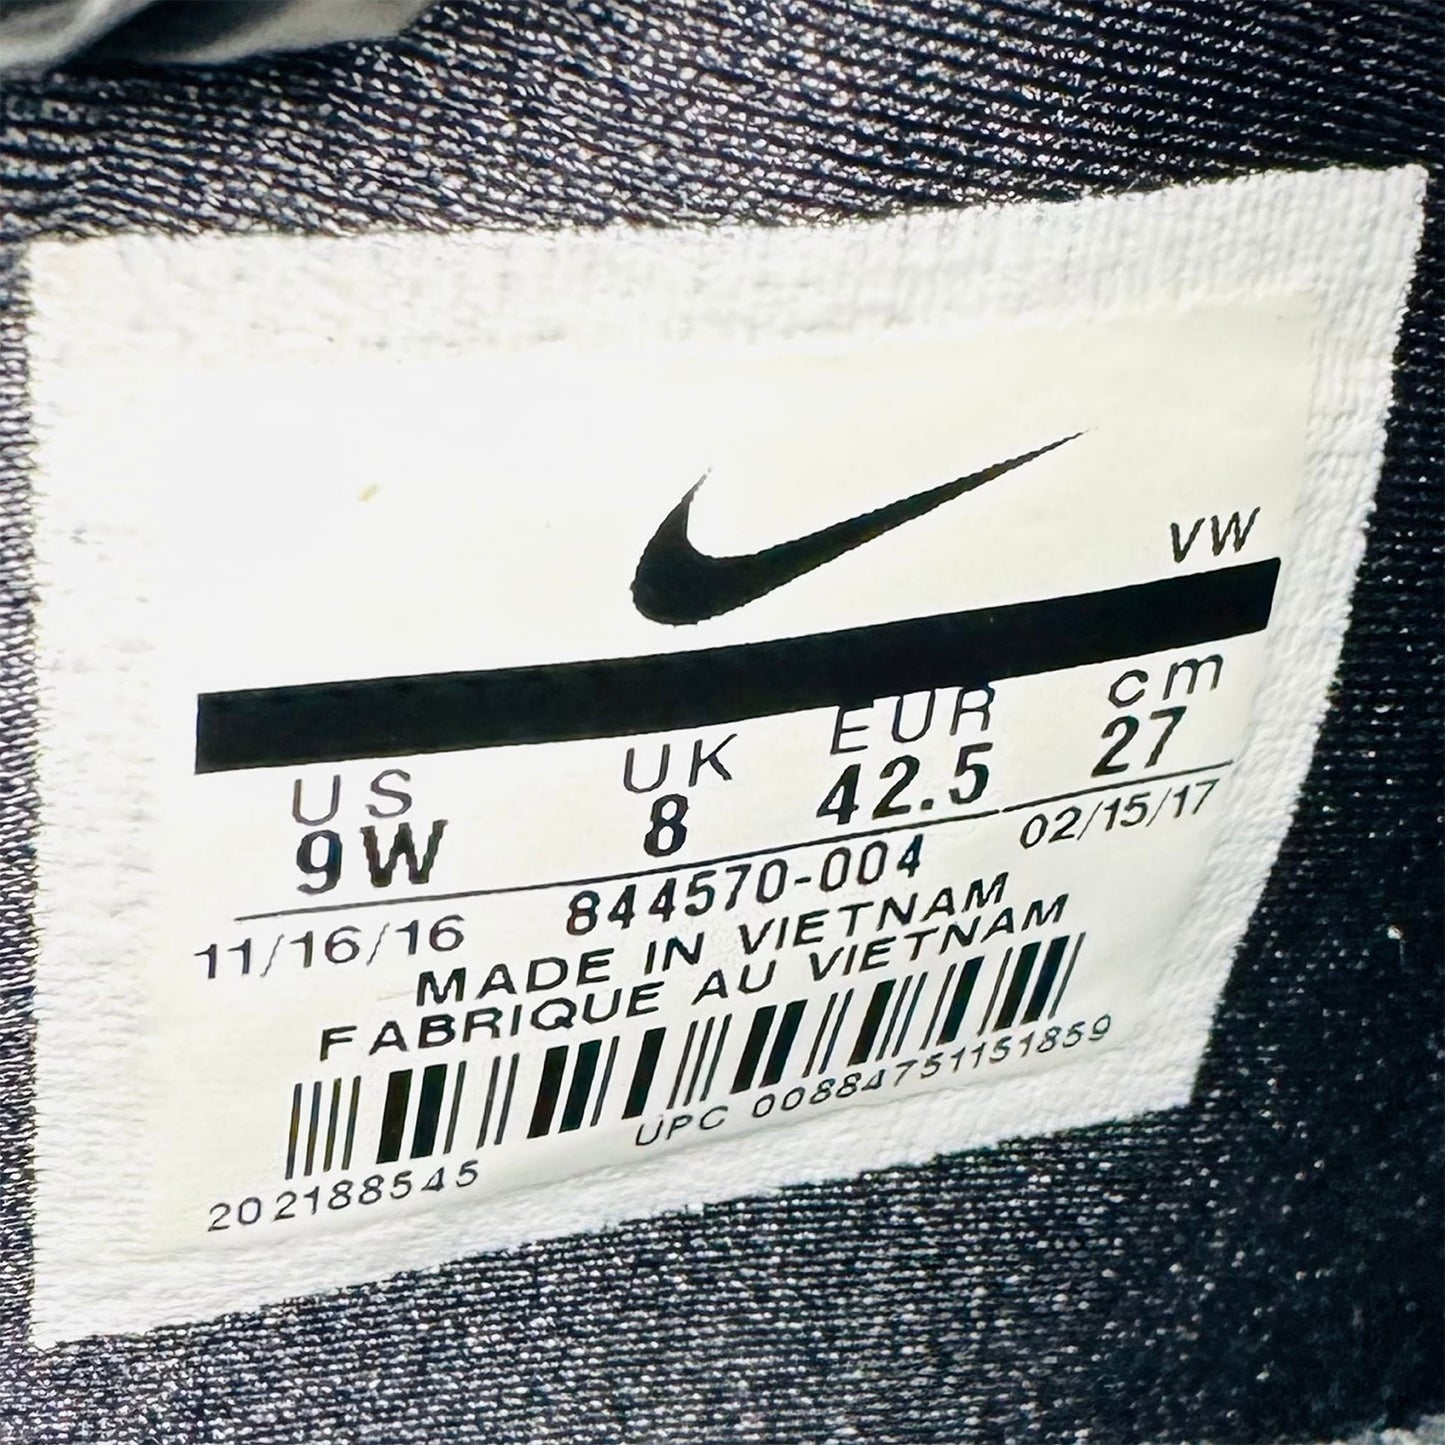 VW
US UK EUR cm
9W 8 42.5 27
11/16/16 844570-004 02/15/17
MADE IN VIETNAM
FABRIQUE AU VIETNAM
UPC 00884751151859
202188545